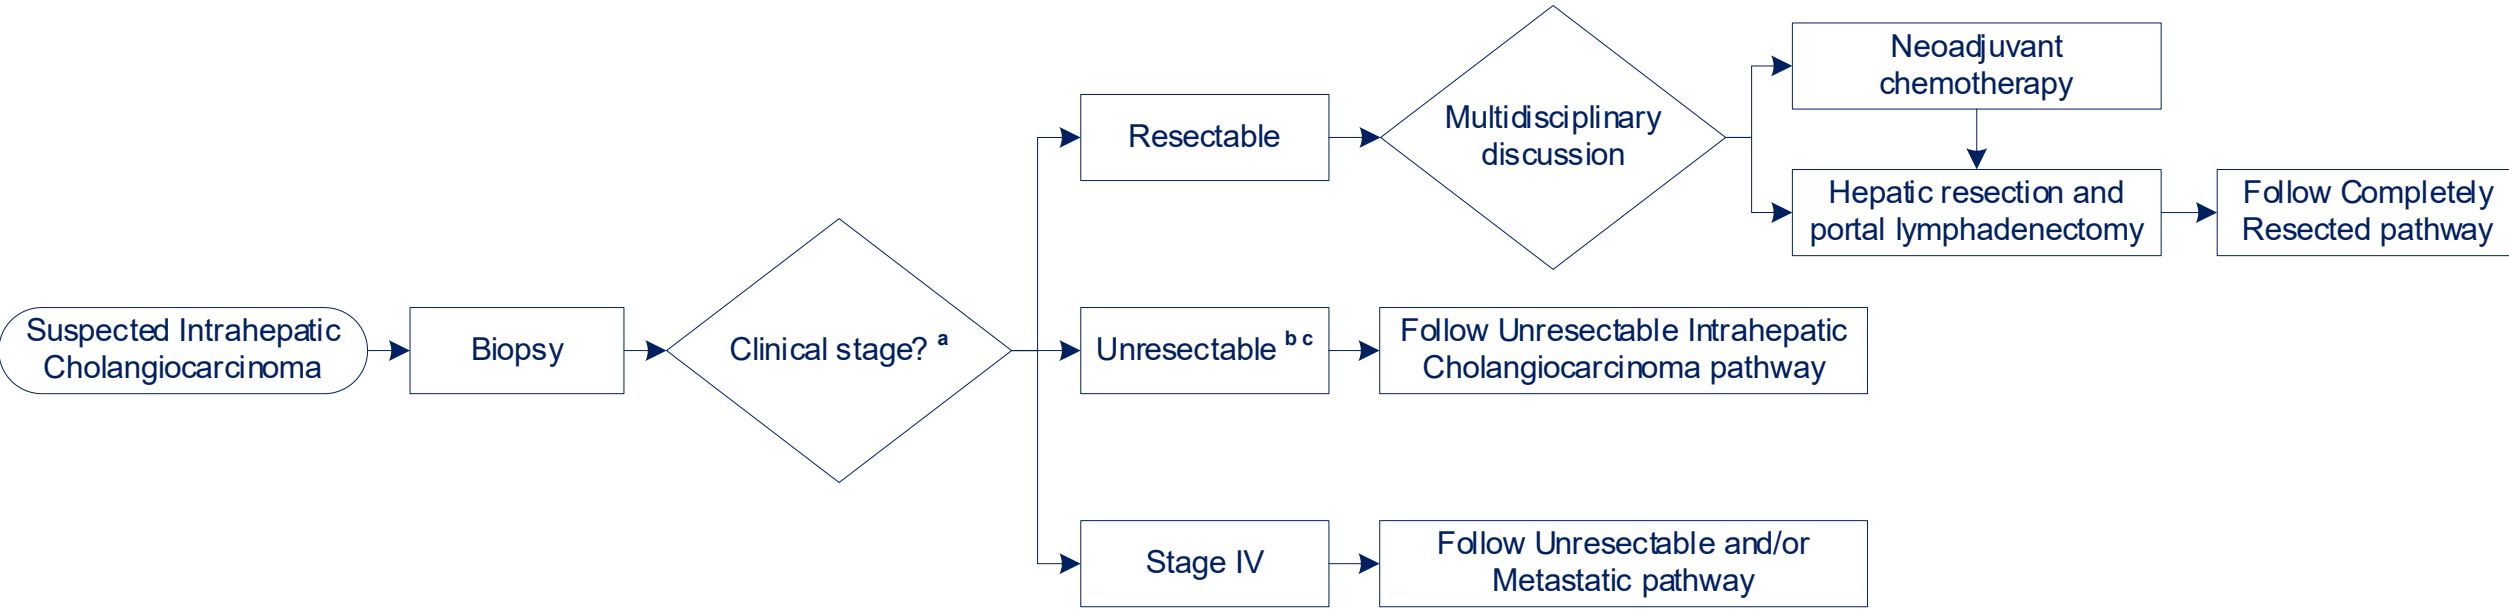 Suspected Intrahepatic
Cholangiocarcinoma
Biopsy
Clinical stage? a
Resectable
Multidisciplinary
discussion
Neoadjuvant
chemotherapy
Hepatic resection and
portal lymphadenectomy
Follow Completely
Resected pathway
Unresectable b c
Follow Unresectable Intrahepatic
Cholangiocarcinoma pathway
Stage IV
Follow Unresectable and/or
Metastatic pathway